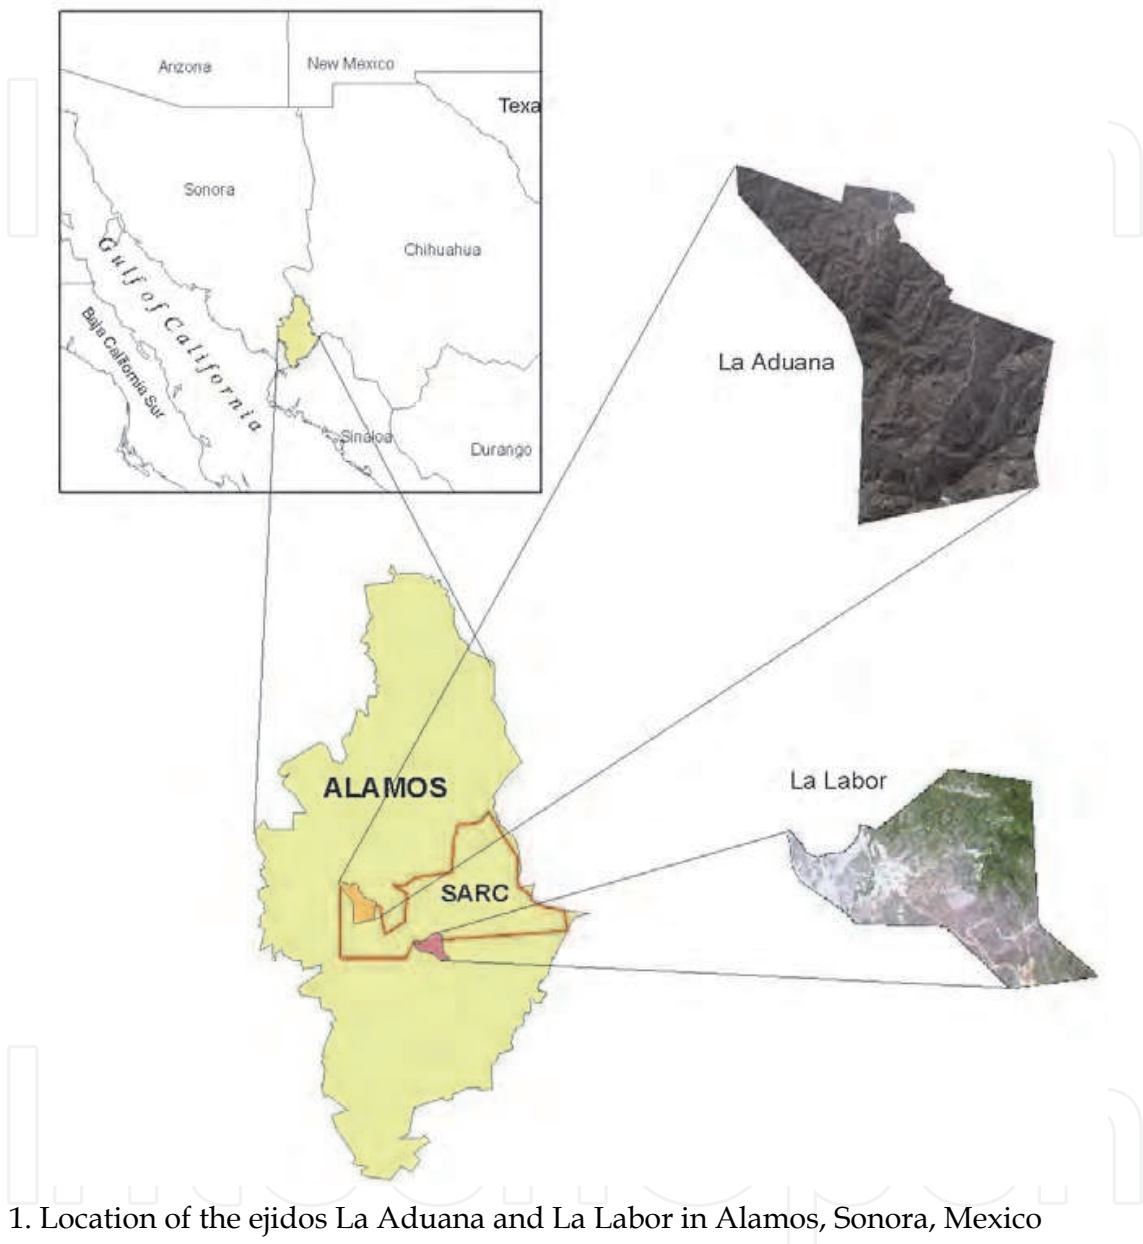 Arizona
New Mexico
Texa
Sonora
Chihuahua
Gulf of California
Baja California Sur
Sinaloa
Durango
La Aduana
ALAMOS
La Labor
SARC
1. Location of the ejidos La Aduana and La Labor in Alamos, Sonora, Mexico